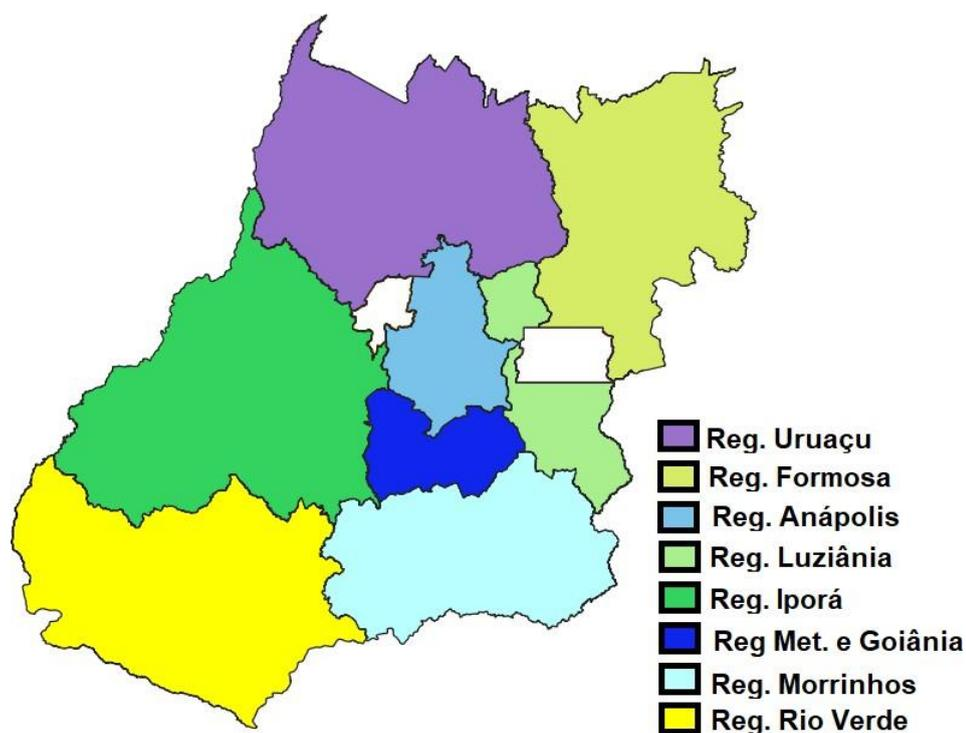 Reg. Uruaçu
Reg. Formosa
Reg. Anápolis
Reg. Luziânia
Reg. Iporá
Reg Met. e Goiânia
Reg. Morrinhos
Reg. Rio Verde